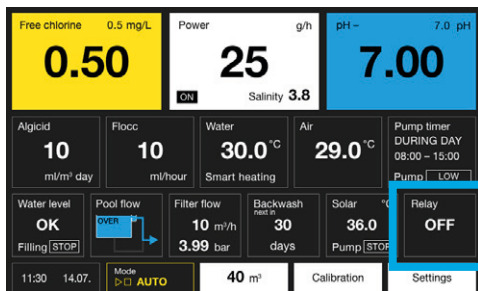 Free chlorine 0.5 mg/L
0.50
Power g/h
25
ON Salinity 3.8
pH – 7.0 pH
7.00
Algicid
10
ml/m³ day
Flocc
10
ml/hour
Water
30.0°C
Smart heating
Air
29.0°C
Pump timer
DURING DAY
08:00 – 15:00
Pump LOW
Water level
OK
Filling STOP
Pool flow
OVER
Filter flow
10 m³/h
3.99 bar
Backwash
next in
30
days
Solar °C
36.0
Pump STOP
Relay
OFF
11:30 14.07.
Mode
AUTO
40 m³
Calibration
Settings